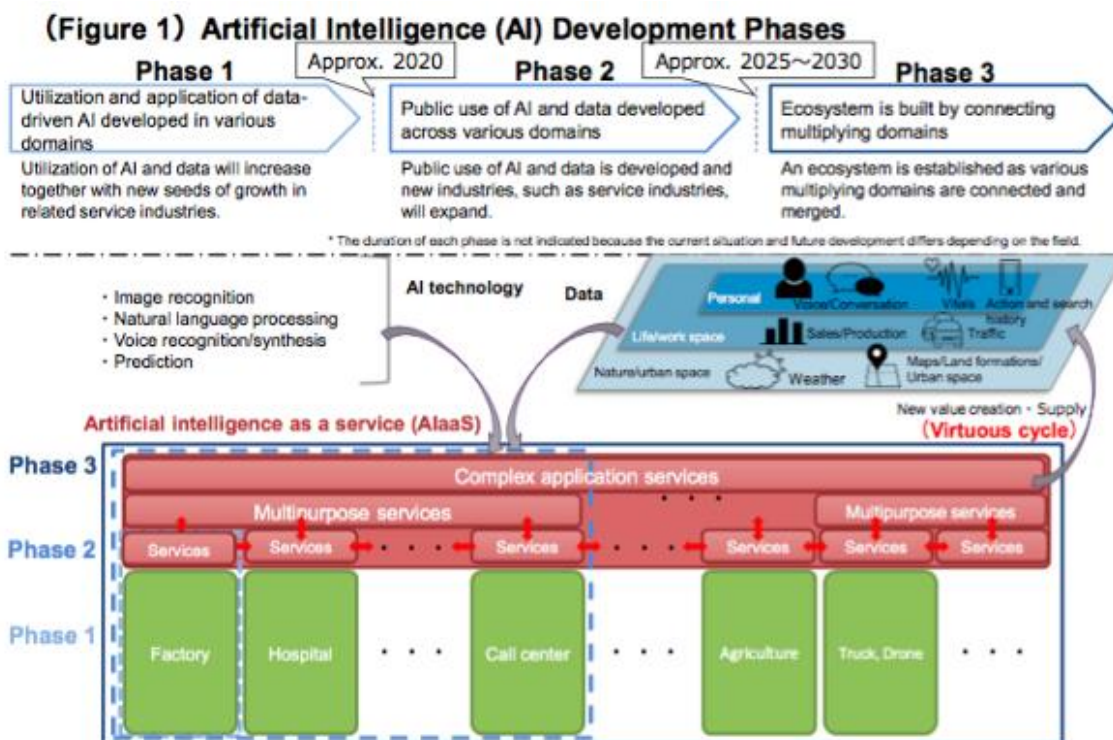 (Figure 1) Artificial Intelligence (AI) Development Phases
Phase 1
Approx. 2020
Phase 2
Approx. 2025~2030
Phase 3
Utilization and application of data-
driven AI developed in various
domains
Public use of AI and data developed
across various domains
Ecosystem is built by connecting
multiplying domains
Utilization of AI and data will increase
together with new seeds of growth in
related service industries.
Public use of AI and data is developed and
new industries, such as service industries,
will expand.
An ecosystem is established as various
multiplying domains are connected and
merged.
* The duration of each phase is not indicated because the current situation and future development differs depending on the field.
・Image recognition
・Natural language processing
・Voice recognition/synthesis
・Prediction
AI technology
Data
Personal
Voice/Conversation
Vitals
Action and search
history
Life/work space
Sales/Production
Traffic
Nature/urban space
Weather
Maps/Land formations/
Urban space
New value creation・Supply
(Virtuous cycle)
Artificial intelligence as a service (AIaaS)
Phase 3
Complex application services
Multipurpose services
・ ・ ・
Multipurpose services
Phase 2
Services
Services
・ ・ ・
Services
・ ・ ・
Services
Services
Services
Phase 1
Factory
Hospital
・ ・ ・
Call center
・ ・ ・
Agriculture
Truck, Drone
・ ・ ・